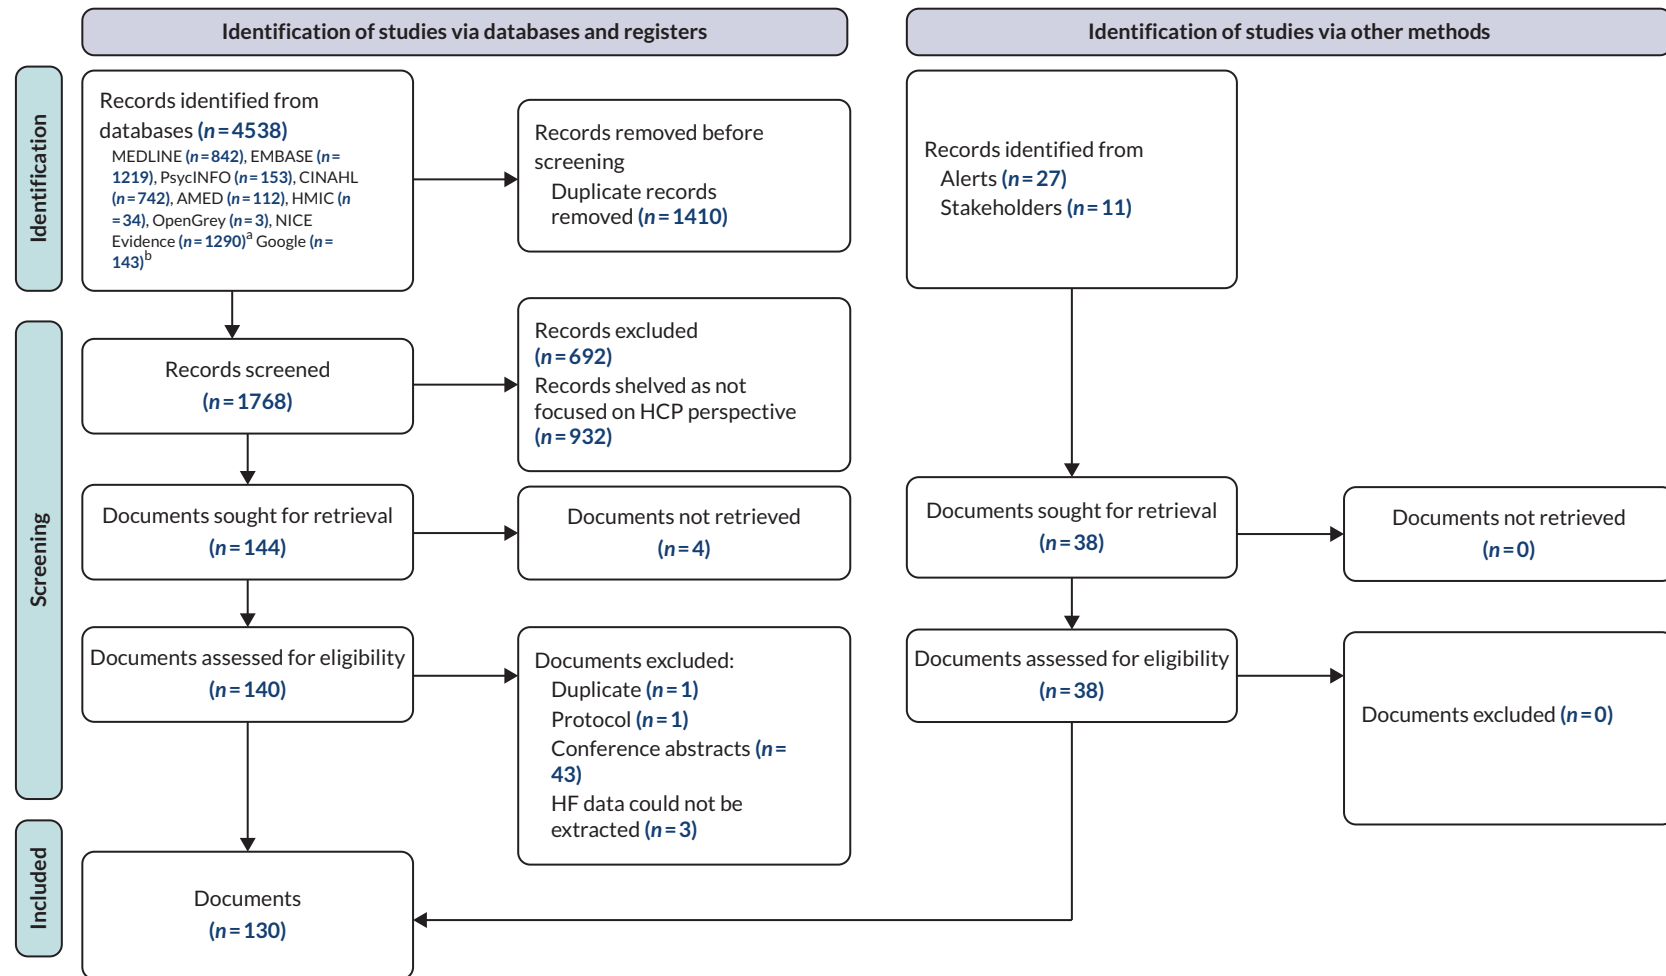 Identification of studies via databases and registers
Identification of studies via other methods
Identification
Records identified from
databases (n = 4538)
MEDLINE (n = 842), EMBASE (n =
1219), PsycINFO (n = 153), CINAHL
(n = 742), AMED (n = 112), HMIC (n
= 34), OpenGrey (n = 3), NICE
Evidence (n = 1290)a Google (n =
143)b
Records removed before
screening
Duplicate records
removed (n = 1410)
Records identified from
Alerts (n = 27)
Stakeholders (n = 11)
Screening
Records screened
(n = 1768)
Records excluded
(n = 692)
Records shelved as not
focused on HCP perspective
(n = 932)
Documents sought for retrieval
(n = 144)
Documents not retrieved
(n = 4)
Documents sought for retrieval
(n = 38)
Documents not retrieved
(n = 0)
Documents assessed for eligibility
(n = 140)
Documents excluded:
Duplicate (n = 1)
Protocol (n = 1)
Conference abstracts (n =
43)
HF data could not be
extracted (n = 3)
Documents assessed for eligibility
(n = 38)
Documents excluded (n = 0)
Included
Documents
(n = 130)